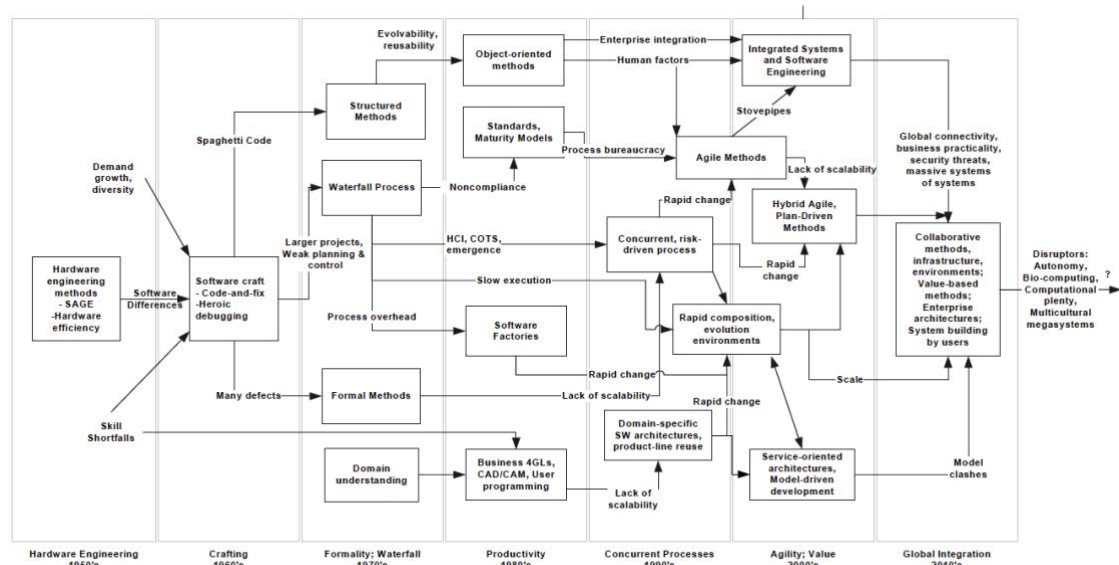 Evolvability,
reusability
Object-oriented
methods
Enterprise integration
Human factors
Integrated Systems
and Software
Engineering
Structured
Methods
Stovepipes
Spaghetti Code
Standards,
Maturity Models
Process bureaucracy
Agile Methods
Global connectivity,
business practicality,
security threats,
massive systems
of systems
Demand
growth,
diversity
Lack of scalability
Waterfall Process
Noncompliance
Rapid change
Hybrid Agile,
Plan-Driven
Methods
Larger projects,
Weak planning &
control
HCI, COTS,
emergence
Concurrent, risk-
driven process
Rapid
change
Collaborative
methods,
infrastructure,
environments;
Value-based
methods;
Enterprise
architectures;
System building
by users
Disruptors:
Autonomy,
Bio-computing,
Computational
plenty,
Multicultural
megasystems
?
Hardware
engineering
methods
- SAGE
-Hardware
efficiency
Software
Differences
Software craft
- Code-and-fix
-Heroic
debugging
Slow execution
Process overhead
Software
Factories
Rapid composition,
evolution
environments
Rapid change
Scale
Many defects
Formal Methods
Lack of scalability
Rapid change
Skill
Shortfalls
Domain-specific
SW architectures,
product-line reuse
Domain
understanding
Business 4GLs,
CAD/CAM, User
programming
Lack of
scalability
Service-oriented
architectures,
Model-driven
development
Model
clashes
Hardware Engineering
1950's
Crafting
1960's
Formality; Waterfall
1970's
Productivity
1980's
Concurrent Processes
1990's
Agility; Value
2000's
Global Integration
2010's